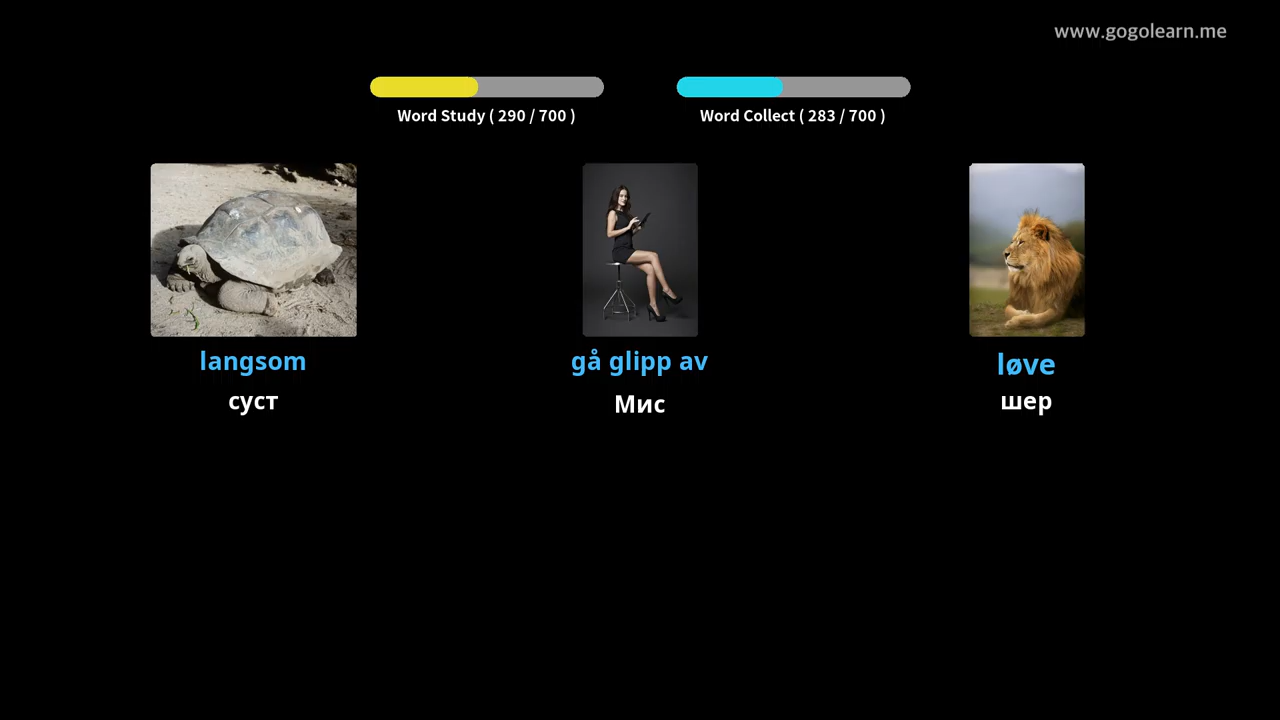 www.gogolearn.me
Word Study ( 290 / 700 )
Word Collect ( 283 / 700 )
langsom
суст
gå glipp av
Мис
løve
шер